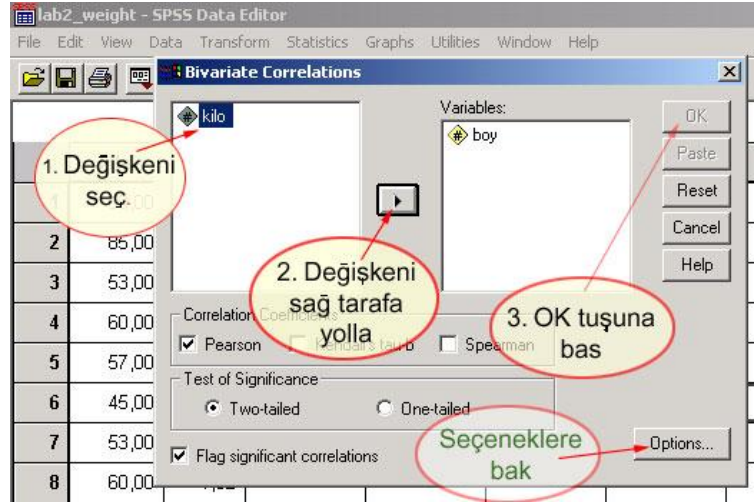 lab2_weight - SPSS Data Editor
File Edit View Data Transform Statistics Graphs Utilities Window Help
Bivariate Correlations
kilo
Variables:
boy
OK
Paste
Reset
Cancel
Help
1. Değişkeni
seç.
2. Değişkeni
sağ tarafa
yolla
3. OK tuşuna
bas
Correlation Coefficients
Pearson
Kendall's tau-b
Spearman
Test of Significance
Two-tailed
One-tailed
Flag significant correlations
Seçeneklere
bak
Options...
1
2 85,00
3 53,00
4 60,00
5 57,00
6 45,00
7 53,00
8 60,00